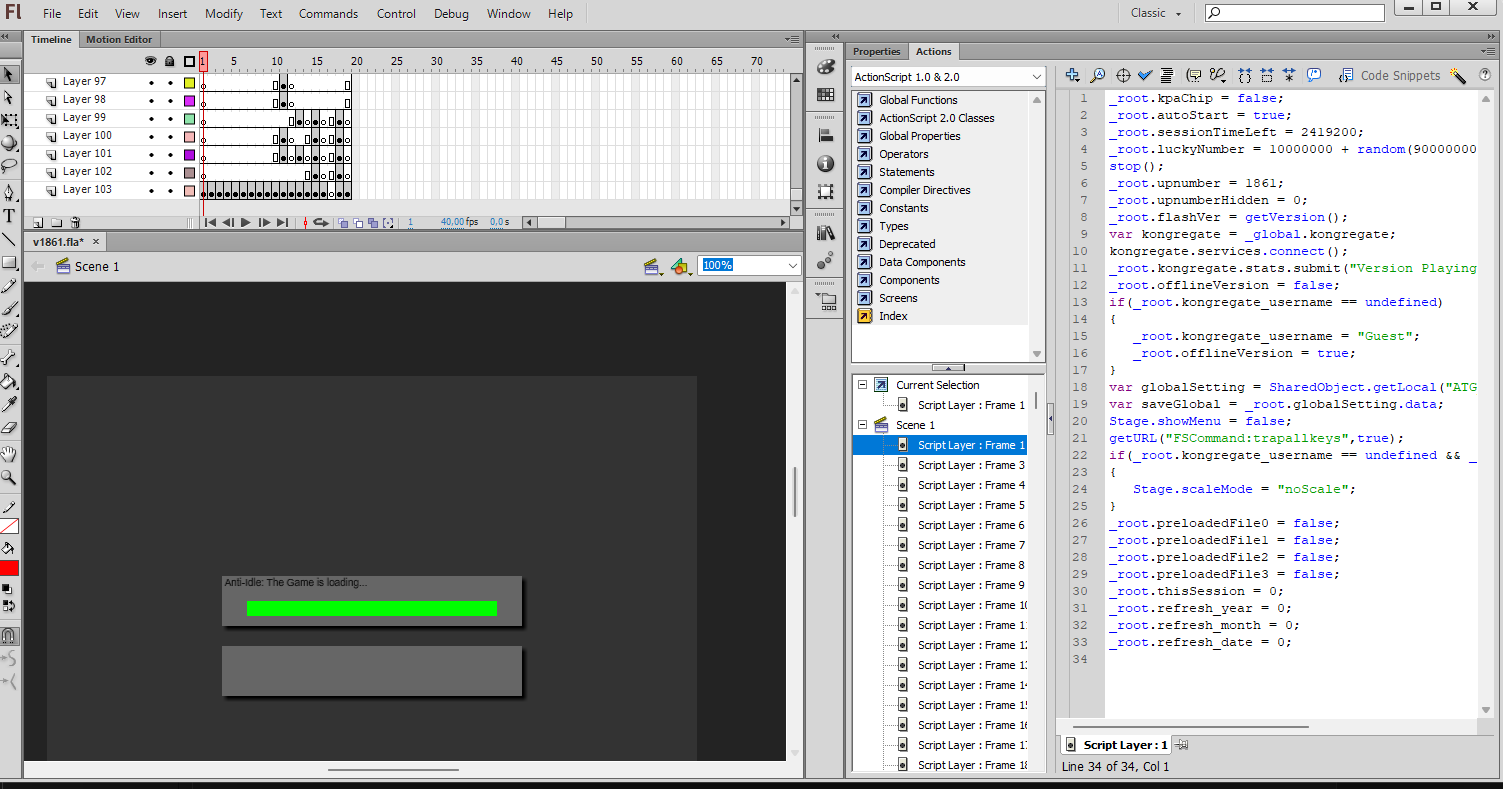 Fl File Edit View Insert Modify Text Commands Control Debug Window Help Classic
Timeline Motion Editor
1 5 10 15 20 25 30 35 40 45 50 55 60 65 70
Layer 97
Layer 98
Layer 99
Layer 100
Layer 101
Layer 102
Layer 103
1 40.00 fps 0.0 s
v1861.fla*
Scene 1 100%
Anti-Idle: The Game is loading...
Properties Actions
ActionScript 1.0 & 2.0
Global Functions
ActionScript 2.0 Classes
Global Properties
Operators
Statements
Compiler Directives
Constants
Types
Deprecated
Data Components
Components
Screens
Index
Current Selection
Script Layer : Frame 1
Scene 1
Script Layer : Frame 1
Script Layer : Frame 3
Script Layer : Frame 4
Script Layer : Frame 5
Script Layer : Frame 6
Script Layer : Frame 7
Script Layer : Frame 8
Script Layer : Frame 9
Script Layer : Frame 10
Script Layer : Frame 11
Script Layer : Frame 12
Script Layer : Frame 13
Script Layer : Frame 14
Script Layer : Frame 15
Script Layer : Frame 16
Script Layer : Frame 17
Script Layer : Frame 18
Code Snippets
1 _root.kpaChip = false;
2 _root.autoStart = true;
3 _root.sessionTimeLeft = 2419200;
4 _root.luckyNumber = 10000000 + random(90000000
5 stop();
6 _root.upnumber = 1861;
7 _root.upnumberHidden = 0;
8 _root.flashVer = getVersion();
9 var kongregate = _global.kongregate;
10 kongregate.services.connect();
11 _root.kongregate.stats.submit("Version Playing
12 _root.offlineVersion = false;
13 if(_root.kongregate_username == undefined)
14 {
15 _root.kongregate_username = "Guest";
16 _root.offlineVersion = true;
17 }
18 var globalSetting = SharedObject.getLocal("ATG
19 var saveGlobal = _root.globalSetting.data;
20 Stage.showMenu = false;
21 getURL("FSCommand:trapallkeys",true);
22 if(_root.kongregate_username == undefined && _
23 {
24 Stage.scaleMode = "noScale";
25 }
26 _root.preloadedFile0 = false;
27 _root.preloadedFile1 = false;
28 _root.preloadedFile2 = false;
29 _root.preloadedFile3 = false;
30 _root.thisSession = 0;
31 _root.refresh_year = 0;
32 _root.refresh_month = 0;
33 _root.refresh_date = 0;
34
Script Layer : 1
Line 34 of 34, Col 1